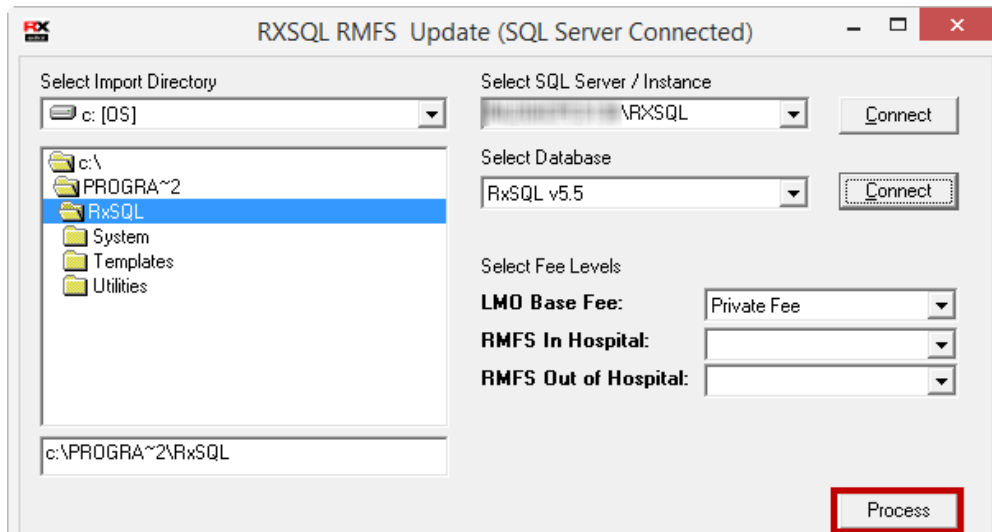 RX
RXSQL RMFS Update (SQL Server Connected)
Select Import Directory
c: [OS]
c:\
PROGRA~2
RxSQL
System
Templates
Utilities
c:\PROGRA~2\RxSQL
Select SQL Server / Instance
\RXSQL
Connect
Select Database
RxSQL v5.5
Connect
Select Fee Levels
LMO Base Fee: Private Fee
RMFS In Hospital:
RMFS Out of Hospital:
Process